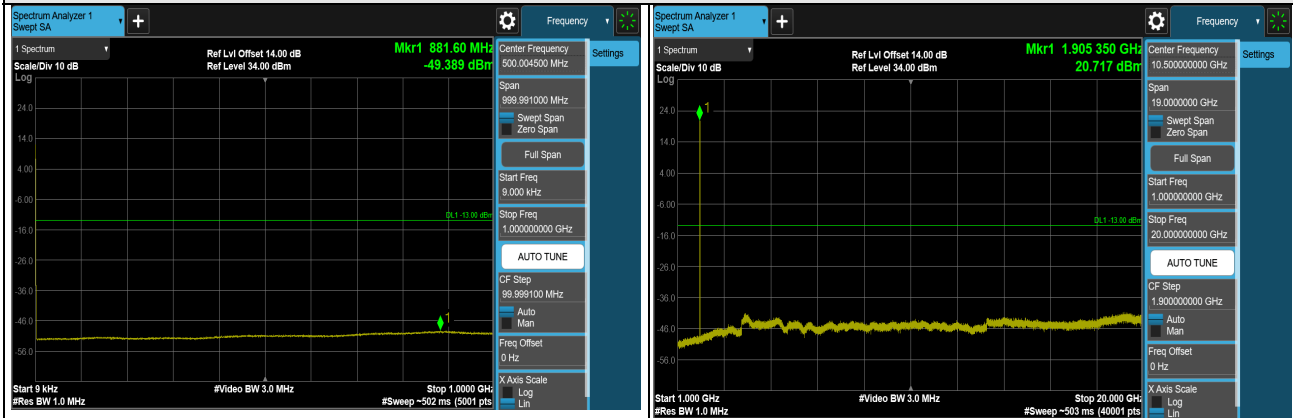 Spectrum Analyzer 1
Swept SA
+
Frequency
1 Spectrum
Scale/Div 10 dB
Log
Ref Lvl Offset 14.00 dB
Ref Level 34.00 dBm
Mkr1 881.60 MHz
-49.389 dBm
24.0
14.0
4.00
-6.00
-16.0
-26.0
-36.0
-46.0
-56.0
DL1 -13.00 dBm
1
Start 9 kHz
#Video BW 3.0 MHz
Stop 1.0000 GHz
#Res BW 1.0 MHz
#Sweep ~502 ms (5001 pts
Center Frequency
500.004500 MHz
Settings
Span
999.991000 MHz
Swept Span
Zero Span
Full Span
Start Freq
9.000 kHz
Stop Freq
1.000000000 GHz
AUTO TUNE
CF Step
99.999100 MHz
Auto
Man
Freq Offset
0 Hz
X Axis Scale
Log
Lin
Spectrum Analyzer 1
Swept SA
+
Frequency
1 Spectrum
Scale/Div 10 dB
Log
Ref Lvl Offset 14.00 dB
Ref Level 34.00 dBm
Mkr1 1.905 350 GHz
20.717 dBm
24.0
14.0
4.00
-6.00
-16.0
-26.0
-36.0
-46.0
-56.0
DL1 -13.00 dBm
1
Start 1.000 GHz
#Video BW 3.0 MHz
Stop 20.000 GHz
#Res BW 1.0 MHz
#Sweep ~503 ms (40001 pts
Center Frequency
10.500000000 GHz
Settings
Span
19.0000000 GHz
Swept Span
Zero Span
Full Span
Start Freq
1.000000000 GHz
Stop Freq
20.000000000 GHz
AUTO TUNE
CF Step
1.900000000 GHz
Auto
Man
Freq Offset
0 Hz
X Axis Scale
Log
Lin